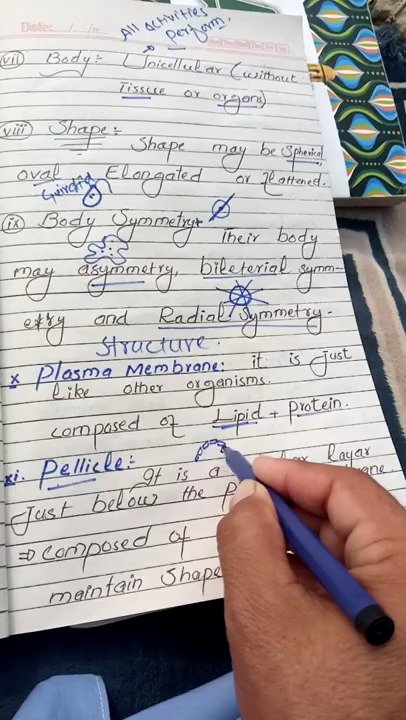 All activities
perform.
Date:
(vii) Body:- Unicellular (without
Tissue or organs)
(viii) Shape:-
Shape may be Spherical
oval, Elongated or flattened.
(ix) Body Symmetry:-
Their body
may asymmetry, bileterial symm-
etry and Radial Symmetry.
Structure.
x Plasma Membrane: it is just
like other organisms.
composed of Lipid + Protein.
xi. Pellicle:-
It is a layar
Just below the
⇒ composed of
maintain Shape